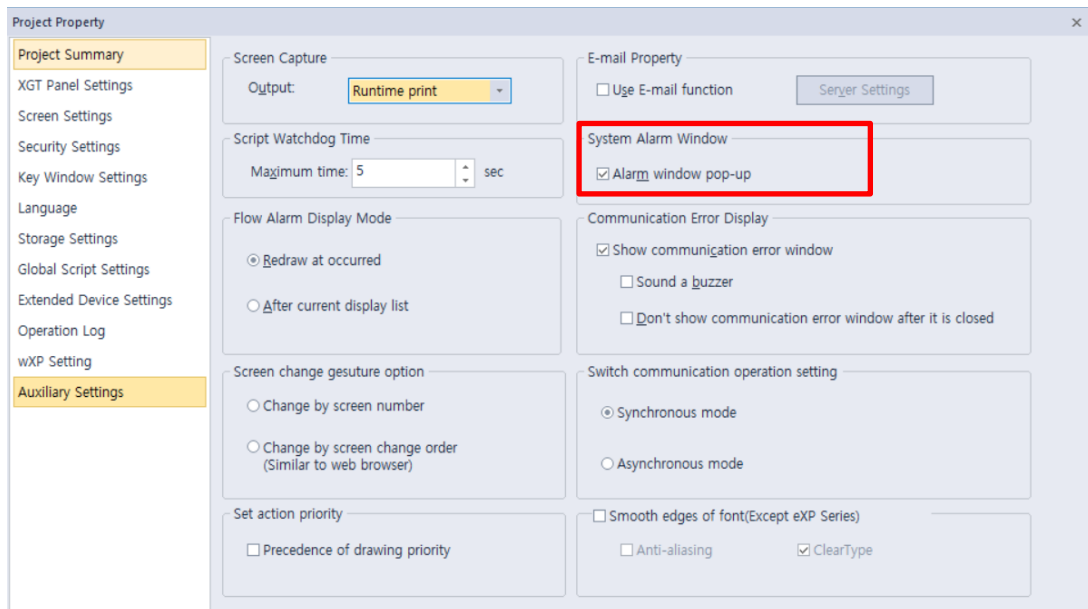 Project Property
Project Summary
XGT Panel Settings
Screen Settings
Security Settings
Key Window Settings
Language
Storage Settings
Global Script Settings
Extended Device Settings
Operation Log
wXP Setting
Auxiliary Settings
Screen Capture
Output:
Runtime print
E-mail Property
Use E-mail function
Server Settings
Script Watchdog Time
Maximum time: 5 sec
System Alarm Window
Alarm window pop-up
Flow Alarm Display Mode
Redraw at occurred
After current display list
Communication Error Display
Show communication error window
Sound a buzzer
Don't show communication error window after it is closed
Screen change gesuture option
Change by screen number
Change by screen change order
(Similar to web browser)
Switch communication operation setting
Synchronous mode
Asynchronous mode
Set action priority
Precedence of drawing priority
Smooth edges of font(Except eXP Series)
Anti-aliasing
ClearType